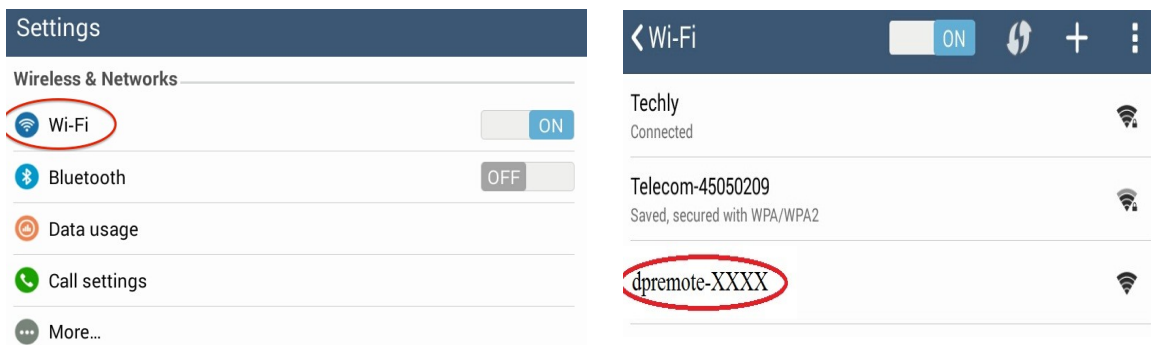 Settings
Wireless & Networks
Wi-Fi
ON
Bluetooth
OFF
Data usage
Call settings
More...
Wi-Fi
ON
Techly
Connected
Telecom-45050209
Saved, secured with WPA/WPA2
dpremote-XXXX